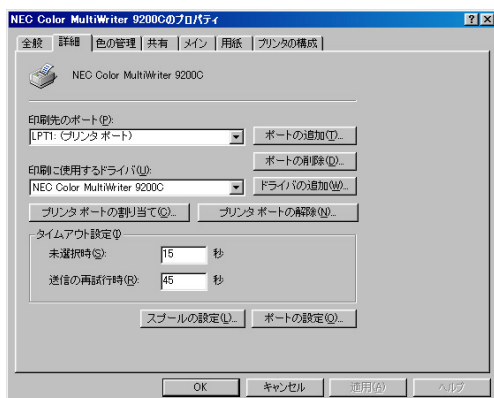 NEC Color MultiWriter 9200Cのプロパティ
全般 詳細 色の管理 共有 メイン 用紙 プリンタの構成
NEC Color MultiWriter 9200C
印刷先のポート(P):
LPT1: (プリンタ ポート)
ポートの追加(T)...
ポートの削除(D)...
印刷に使用するドライバ(U):
NEC Color MultiWriter 9200C
ドライバの追加(W)...
プリンタ ポートの割り当て(C)... プリンタ ポートの解除(N)...
タイムアウト設定
未選択時(S): 15 秒
送信の再試行時(R): 45 秒
スプールの設定(L)... ポートの設定(O)...
OK キャンセル 適用(A) ヘルプ